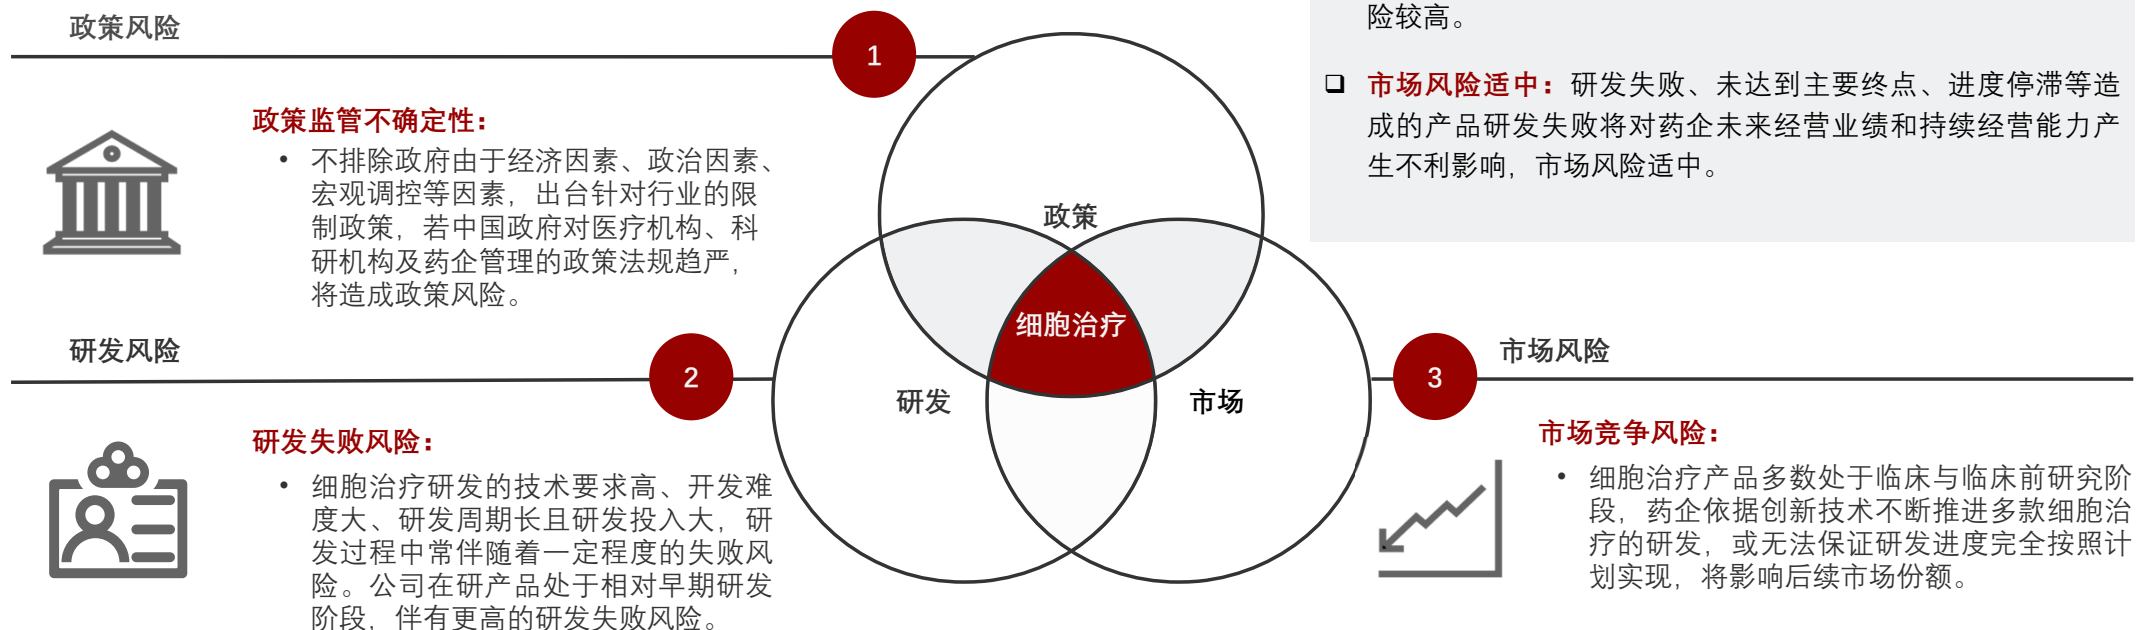 政策风险
1
政策监管不确定性：
• 不排除政府由于经济因素、政治因素、
宏观调控等因素，出台针对行业的限
制政策，若中国政府对医疗机构、科
研机构及药企管理的政策法规趋严，
将造成政策风险。
险较高。
❑ 市场风险适中：研发失败、未达到主要终点、进度停滞等造
成的产品研发失败将对药企未来经营业绩和持续经营能力产
生不利影响，市场风险适中。
政策
细胞治疗
研发
市场
研发风险
2
研发失败风险：
• 细胞治疗研发的技术要求高、开发难
度大、研发周期长且研发投入大，研
发过程中常伴随着一定程度的失败风
险。公司在研产品处于相对早期研发
阶段，伴有更高的研发失败风险。
3
市场风险
市场竞争风险：
• 细胞治疗产品多数处于临床与临床前研究阶
段，药企依据创新技术不断推进多款细胞治
疗的研发，或无法保证研发进度完全按照计
划实现，将影响后续市场份额。